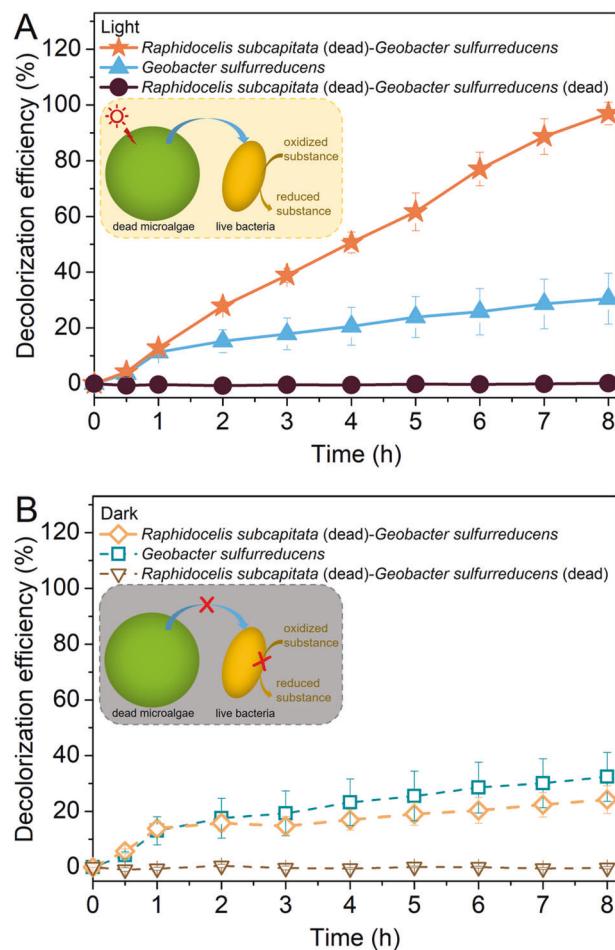 A
Light
Raphidocelis subcapitata (dead)-Geobacter sulfurreducens
Geobacter sulfurreducens
Raphidocelis subcapitata (dead)-Geobacter sulfurreducens (dead)
Decolorization efficiency (%)
120
100
80
60
40
20
0
oxidized
substance
reduced
substance
dead microalgae
live bacteria
0 1 2 3 4 5 6 7 8
Time (h)
B
Dark
Raphidocelis subcapitata (dead)-Geobacter sulfurreducens
Geobacter sulfurreducens
Raphidocelis subcapitata (dead)-Geobacter sulfurreducens (dead)
Decolorization efficiency (%)
120
100
80
60
40
20
0
oxidized
substance
reduced
substance
dead microalgae
live bacteria
0 1 2 3 4 5 6 7 8
Time (h)